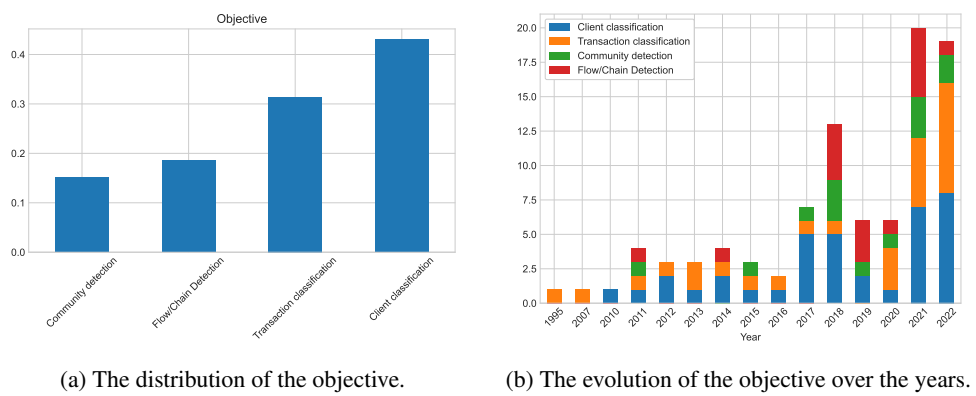 Objective
0.4
0.3
0.2
0.1
0.0
Community detection
Flow/Chain Detection
Transaction classification
Client classification
(a) The distribution of the objective.
20.0
17.5
15.0
12.5
10.0
7.5
5.0
2.5
0.0
Client classification
Transaction classification
Community detection
Flow/Chain Detection
1995
2007
2010
2011
2012
2013
2014
2015
2016
2017
2018
2019
2020
2021
2022
Year
(b) The evolution of the objective over the years.